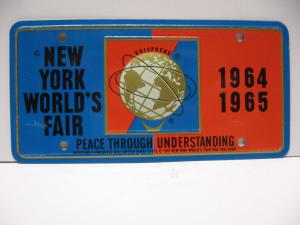 © NEW
YORK
WORLD'S
FAIR
UNISPHERE
©
1964
1965
PEACE THROUGH UNDERSTANDING